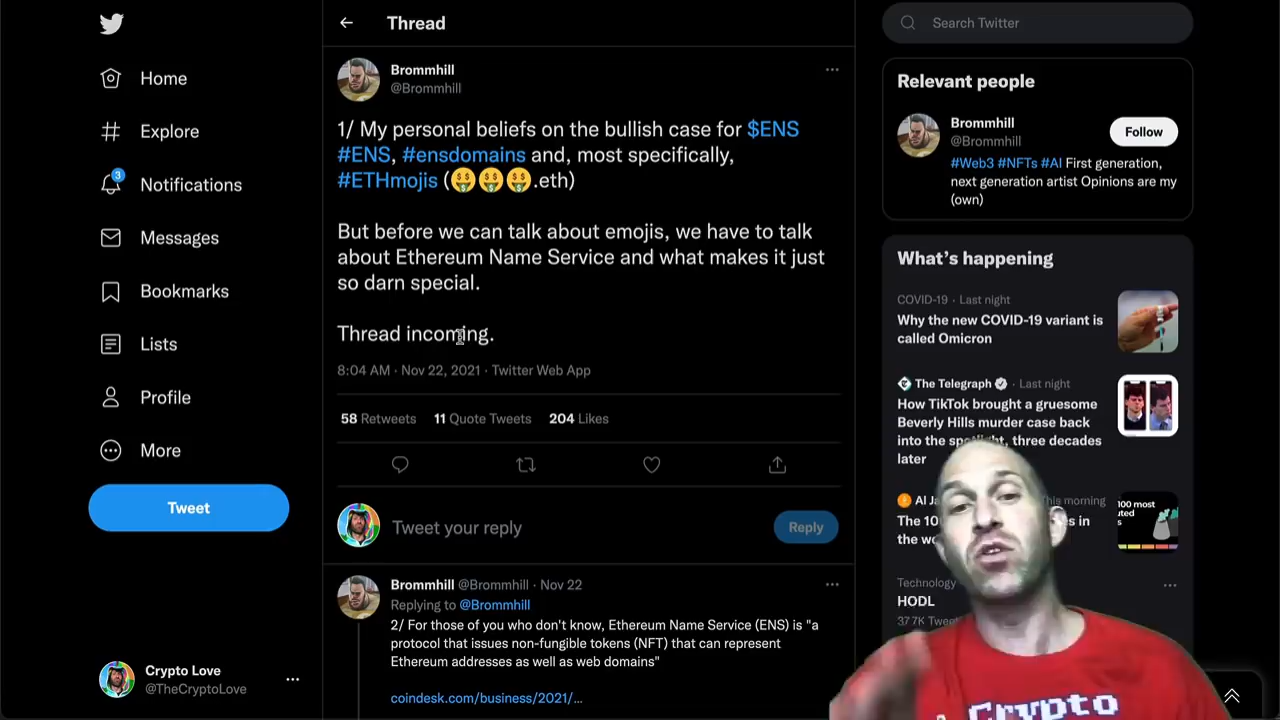 Home
Explore
3
Notifications
Messages
Bookmarks
Lists
Profile
More
Tweet
Crypto Love
@TheCryptoLove
Thread
Brommhill
@Brommhill
1/ My personal beliefs on the bullish case for $ENS
#ENS, #ensdomains and, most specifically,
#ETHmojis (🤑🤑🤑.eth)
But before we can talk about emojis, we have to talk
about Ethereum Name Service and what makes it just
so darn special.
Thread incoming.
8:04 AM · Nov 22, 2021 · Twitter Web App
58 Retweets 11 Quote Tweets 204 Likes
Tweet your reply
Reply
Brommhill @Brommhill · Nov 22
Replying to @Brommhill
2/ For those of you who don't know, Ethereum Name Service (ENS) is "a
protocol that issues non-fungible tokens (NFT) that can represent
Ethereum addresses as well as web domains"
coindesk.com/business/2021/...
Search Twitter
Relevant people
Brommhill
@Brommhill
Follow
#Web3 #NFTs #AI First generation,
next generation artist Opinions are my
(own)
What's happening
COVID-19 · Last night
Why the new COVID-19 variant is
called Omicron
The Telegraph · Last night
How TikTok brought a gruesome
Beverly Hills murder case back
into the spotlight, three decades
later
Al Ja
this morning
The 10
es in
the wo
100 most
uted
s
Technology
HODL
37.7K Tweet
Crypto